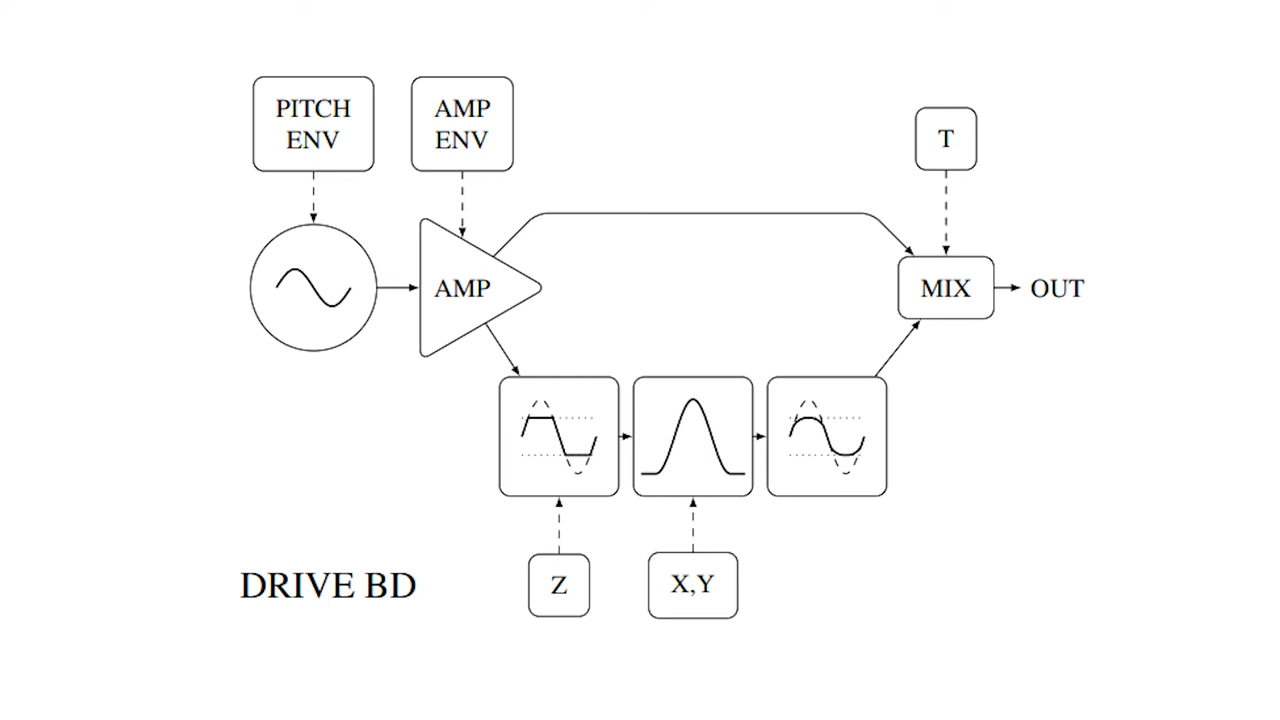 PITCH
ENV
AMP
ENV
T
AMP
MIX
OUT
Z
X,Y
DRIVE BD